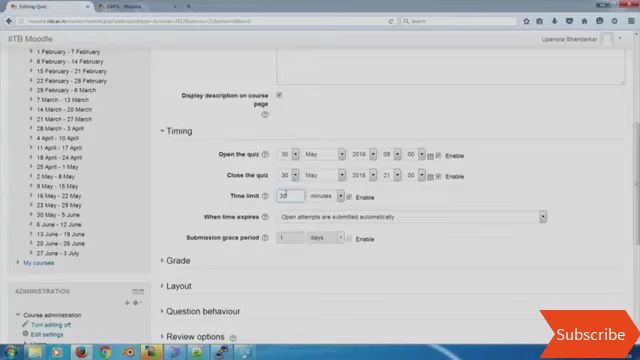 Editing Quiz
IITB Moodle
Upendra Bhandarkar
1 February - 7 February
8 February - 14 February
15 February - 21 February
22 February - 28 February
29 February - 6 March
7 March - 13 March
14 March - 20 March
21 March - 27 March
28 March - 3 April
4 April - 10 April
11 April - 17 April
18 April - 24 April
25 April - 1 May
2 May - 8 May
9 May - 15 May
16 May - 22 May
23 May - 29 May
30 May - 5 June
6 June - 12 June
13 June - 19 June
20 June - 26 June
27 June - 3 July
My courses
ADMINISTRATION
Course administration
Turn editing off
Edit settings
Display description on course
page
Timing
Open the quiz 30 May 2016 09 00 Enable
Close the quiz 30 May 2016 21 00 Enable
Time limit 30 minutes Enable
When time expires Open attempts are submitted automatically
Submission grace period 1 days Enable
Grade
Layout
Question behaviour
Review options
Subscribe